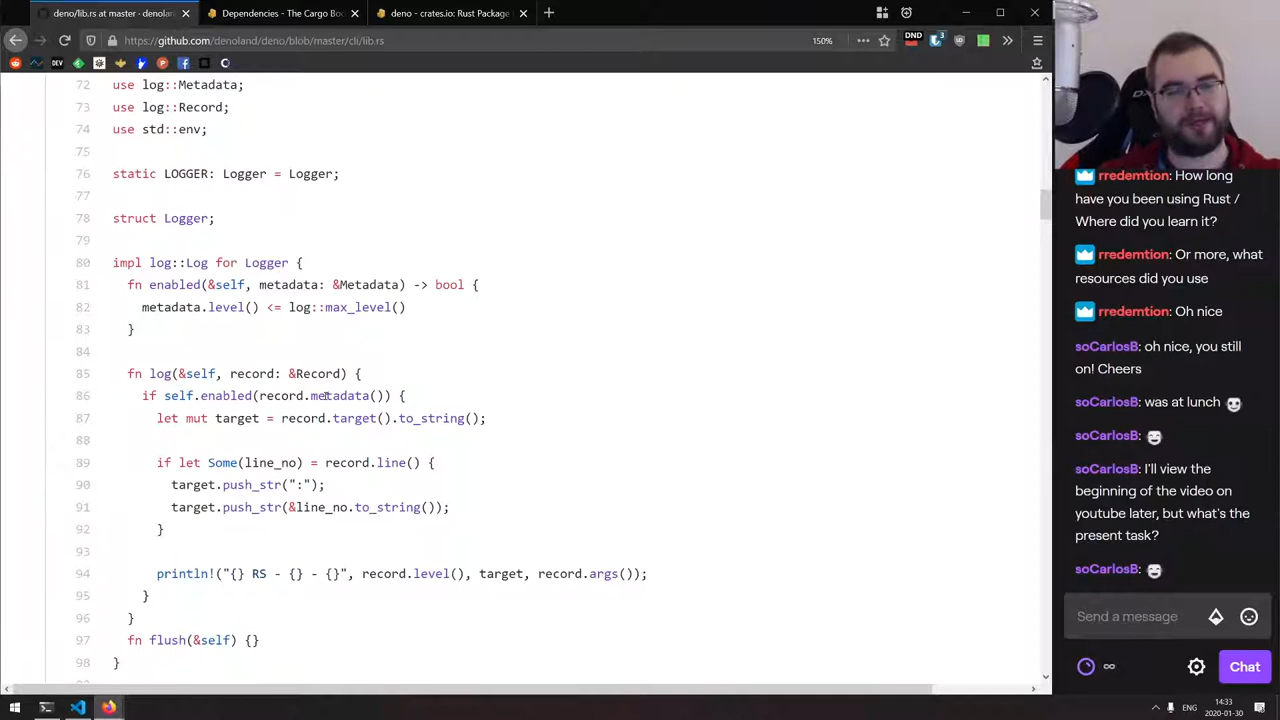 deno/lib.rs at master · denolan
Dependencies - The Cargo Boo
deno - crates.io: Rust Package
https://github.com/denoland/deno/blob/master/cli/lib.rs
150%
DND
3
DEV
72 use log::Metadata;
73 use log::Record;
74 use std::env;
75
76 static LOGGER: Logger = Logger;
77
78 struct Logger;
79
80 impl log::Log for Logger {
81 fn enabled(&self, metadata: &Metadata) -> bool {
82 metadata.level() <= log::max_level()
83 }
84
85 fn log(&self, record: &Record) {
86 if self.enabled(record.metadata()) {
87 let mut target = record.target().to_string();
88
89 if let Some(line_no) = record.line() {
90 target.push_str(":");
91 target.push_str(&line_no.to_string());
92 }
93
94 println!("{} RS - {} - {}", record.level(), target, record.args());
95 }
96 }
97 fn flush(&self) {}
98 }
rredemtion: How long
have you been using Rust /
Where did you learn it?
rredemtion: Or more, what
resources did you use
rredemtion: Oh nice
soCarlosB: oh nice, you still
on! Cheers
soCarlosB: was at lunch
soCarlosB:
soCarlosB: I'll view the
beginning of the video on
youtube later, but what's the
present task?
soCarlosB:
Send a message
∞
Chat
ENG
14:33
2020-01-30